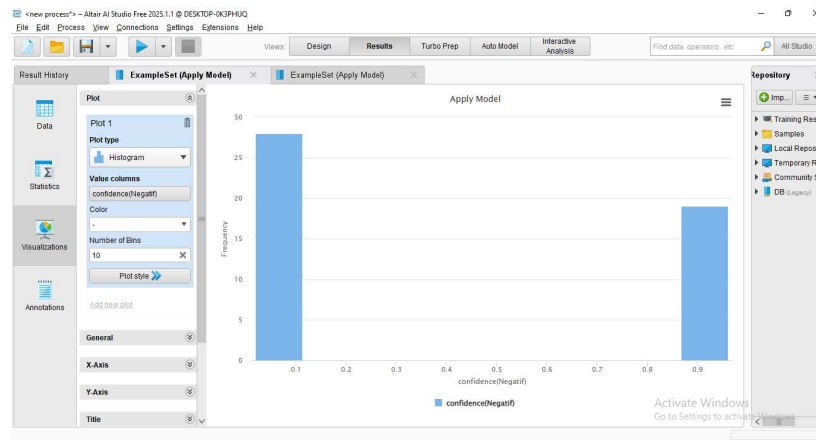 <new process*> – Altair AI Studio Free 2025.1.1 @ DESKTOP-0K3PHUQ
File Edit Process View Connections Settings Extensions Help
Views: Design Results Turbo Prep Auto Model Interactive Analysis
Find data, operators...etc
All Studio
Result History
ExampleSet (Apply Model)
ExampleSet (Apply Model)
Repository
Data
Statistics
Visualizations
Annotations
Plot
Plot 1
Plot type
Histogram
Value columns
confidence(Negatif)
Color
-
Number of Bins
10
Plot style
Add new plot
General
X-Axis
Y-Axis
Title
Apply Model
Frequency
30
25
20
15
10
5
0
0.1 0.2 0.3 0.4 0.5 0.6 0.7 0.8 0.9
confidence(Negatif)
confidence(Negatif)
Imp...
Training Res
Samples
Local Repos
Temporary R
Community S
DB (Legacy)
Activate Windows
Go to Settings to activate Windows.